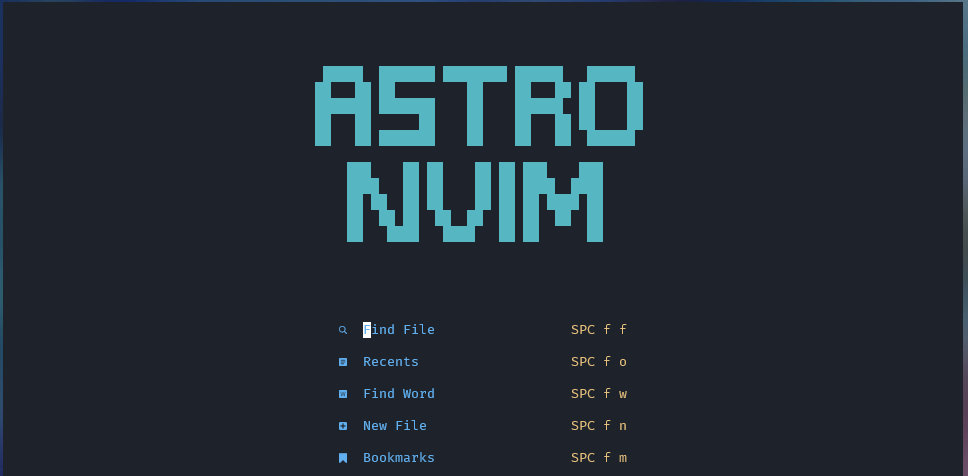 ASTRO
NVIM
Find File SPC f f
Recents SPC f o
Find Word SPC f w
New File SPC f n
Bookmarks SPC f m